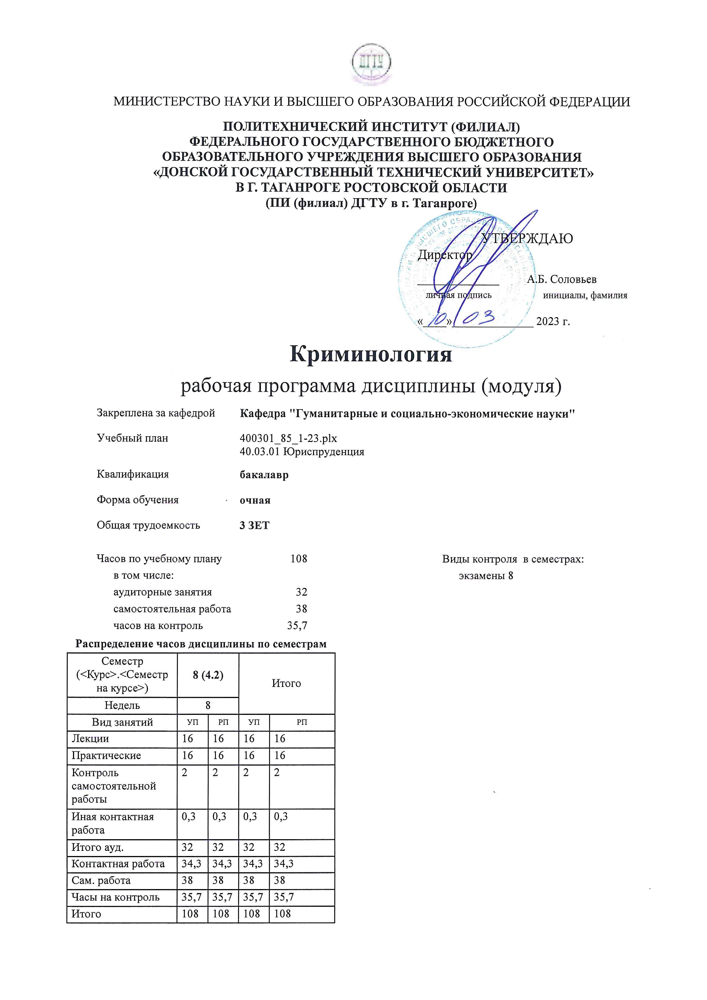 ДГТУ
МИНИСТЕРСТВО НАУКИ И ВЫСШЕГО ОБРАЗОВАНИЯ РОССИЙСКОЙ ФЕДЕРАЦИИ
ПОЛИТЕХНИЧЕСКИЙ ИНСТИТУТ (ФИЛИАЛ)
ФЕДЕРАЛЬНОГО ГОСУДАРСТВЕННОГО БЮДЖЕТНОГО
ОБРАЗОВАТЕЛЬНОГО УЧРЕЖДЕНИЯ ВЫСШЕГО ОБРАЗОВАНИЯ
«ДОНСКОЙ ГОСУДАРСТВЕННЫЙ ТЕХНИЧЕСКИЙ УНИВЕРСИТЕТ»
В Г. ТАГАНРОГЕ РОСТОВСКОЙ ОБЛАСТИ
(ПИ (филиал) ДГТУ в г. Таганроге)
УТВЕРЖДАЮ
Директор
А.Б. Соловьев
личная подпись инициалы, фамилия
«10» 03 2023 г.
Криминология
рабочая программа дисциплины (модуля)
Закреплена за кафедрой Кафедра "Гуманитарные и социально-экономические науки"
Учебный план 400301_85_1-23.plx
40.03.01 Юриспруденция
Квалификация бакалавр
Форма обучения очная
Общая трудоемкость 3 ЗЕТ
Часов по учебному плану 108 Виды контроля в семестрах:
в том числе: экзамены 8
аудиторные занятия 32
самостоятельная работа 38
часов на контроль 35,7
Распределение часов дисциплины по семестрам
Семестр
(<Курс>.<Семестр 8 (4.2) Итого
на курсе>)
Недель 8
Вид занятий УП РП УП РП
Лекции 16 16 16 16
Практические 16 16 16 16
Контроль 2 2 2 2
самостоятельной
работы
Иная контактная 0,3 0,3 0,3 0,3
работа
Итого ауд. 32 32 32 32
Контактная работа 34,3 34,3 34,3 34,3
Сам. работа 38 38 38 38
Часы на контроль 35,7 35,7 35,7 35,7
Итого 108 108 108 108